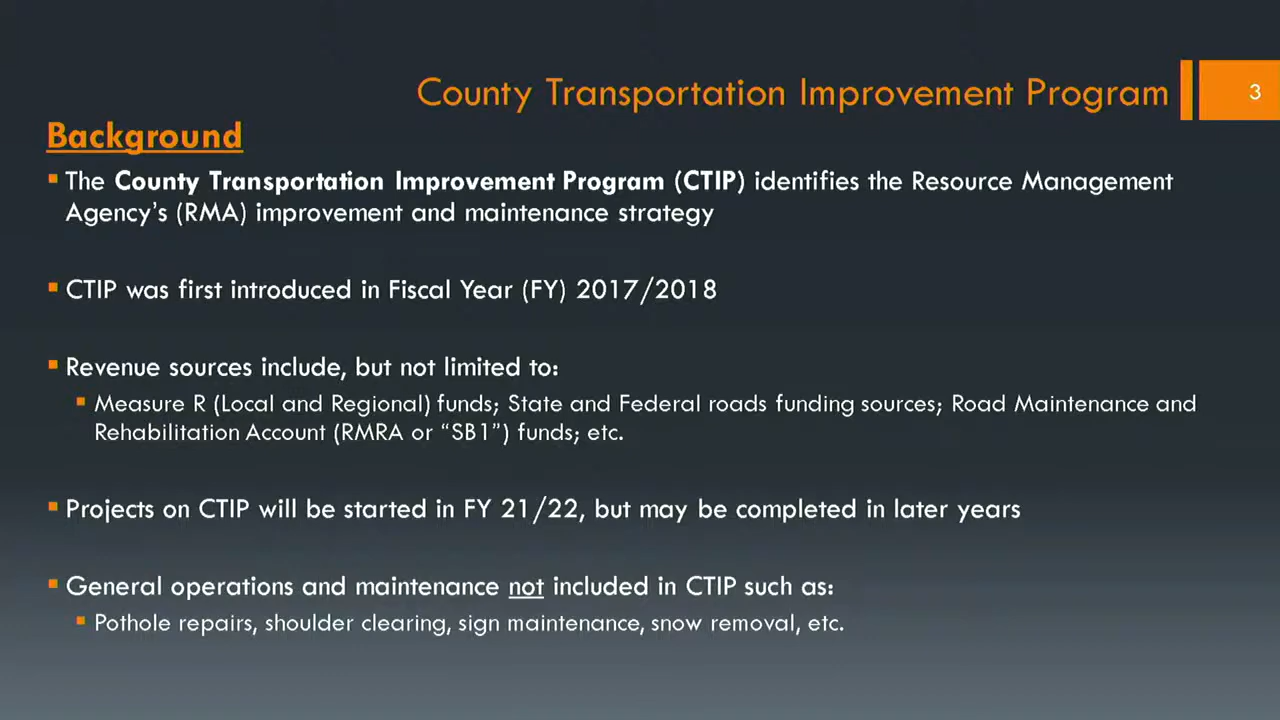 County Transportation Improvement Program
3
Background
The County Transportation Improvement Program (CTIP) identifies the Resource Management
Agency's (RMA) improvement and maintenance strategy
CTIP was first introduced in Fiscal Year (FY) 2017/2018
Revenue sources include, but not limited to:
Measure R (Local and Regional) funds; State and Federal roads funding sources; Road Maintenance and
Rehabilitation Account (RMRA or “SB1”) funds; etc.
Projects on CTIP will be started in FY 21/22, but may be completed in later years
General operations and maintenance not included in CTIP such as:
Pothole repairs, shoulder clearing, sign maintenance, snow removal, etc.